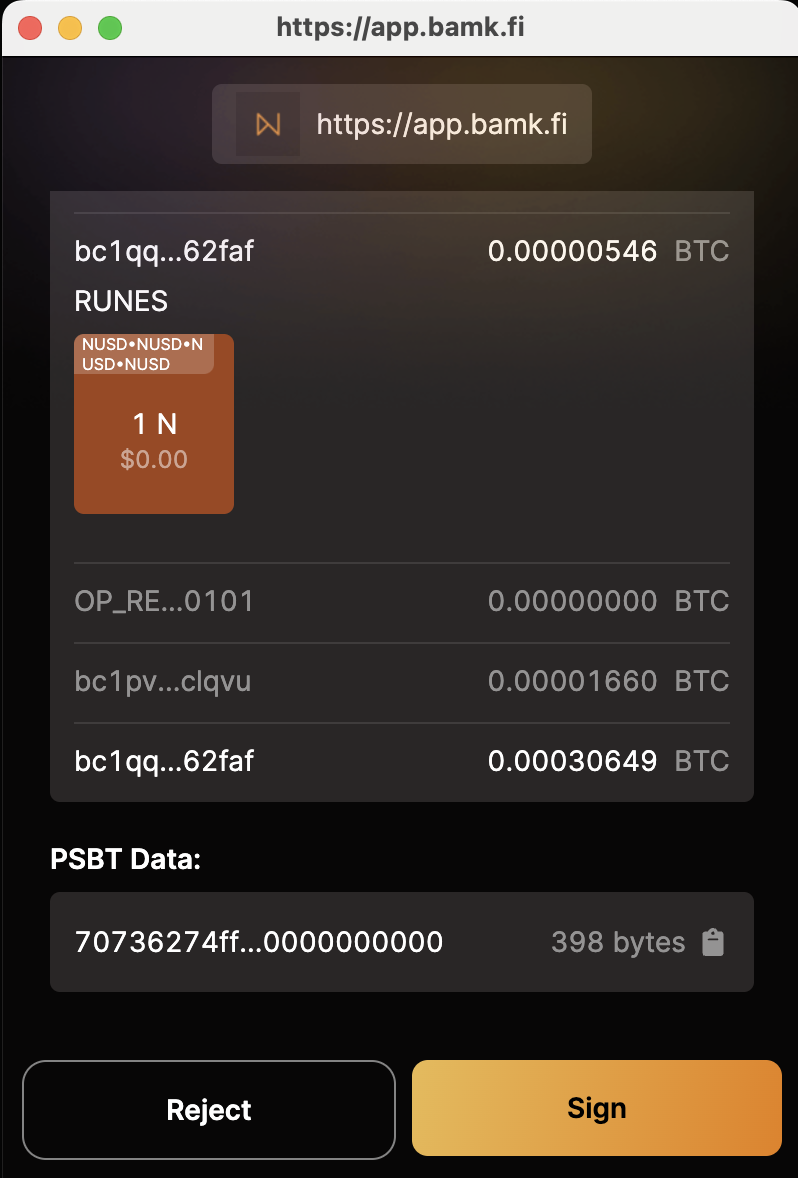 https://app.bamk.fi
https://app.bamk.fi
bc1qq...62faf 0.00000546 BTC
RUNES
NUSD•NUSD•N
USD•NUSD
1 N
$0.00
OP_RE...0101 0.00000000 BTC
bc1pv...clqvu 0.00001660 BTC
bc1qq...62faf 0.00030649 BTC
PSBT Data:
70736274ff...0000000000 398 bytes
Reject Sign